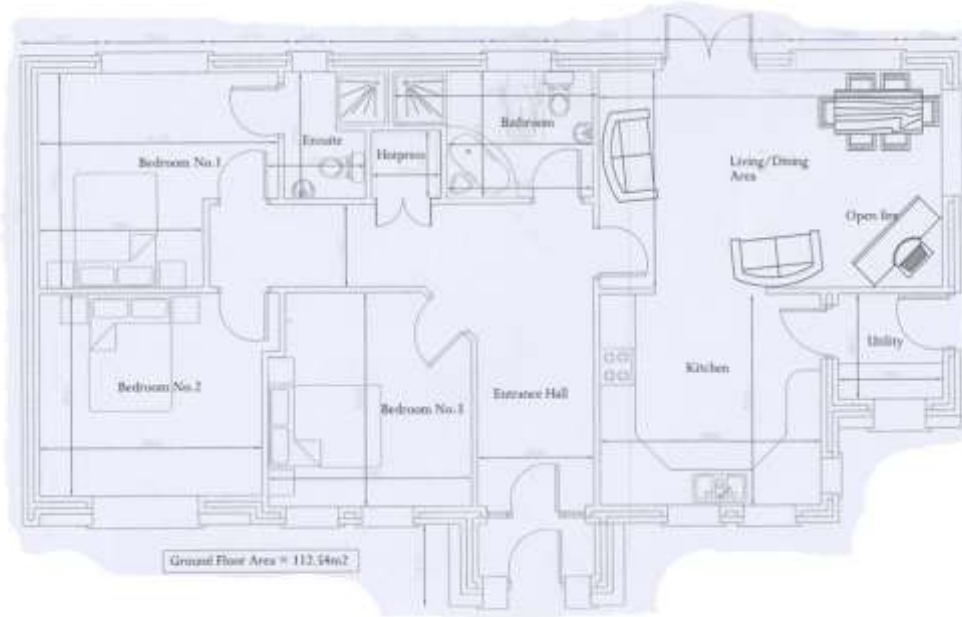 Bedroom No.1
Ensuite
Hotpress
Bathroom
Living/Dining
Area
Open fire
Bedroom No.2
Bedroom No.3
Entrance Hall
Kitchen
Utility
Ground Floor Area = 112.54m2